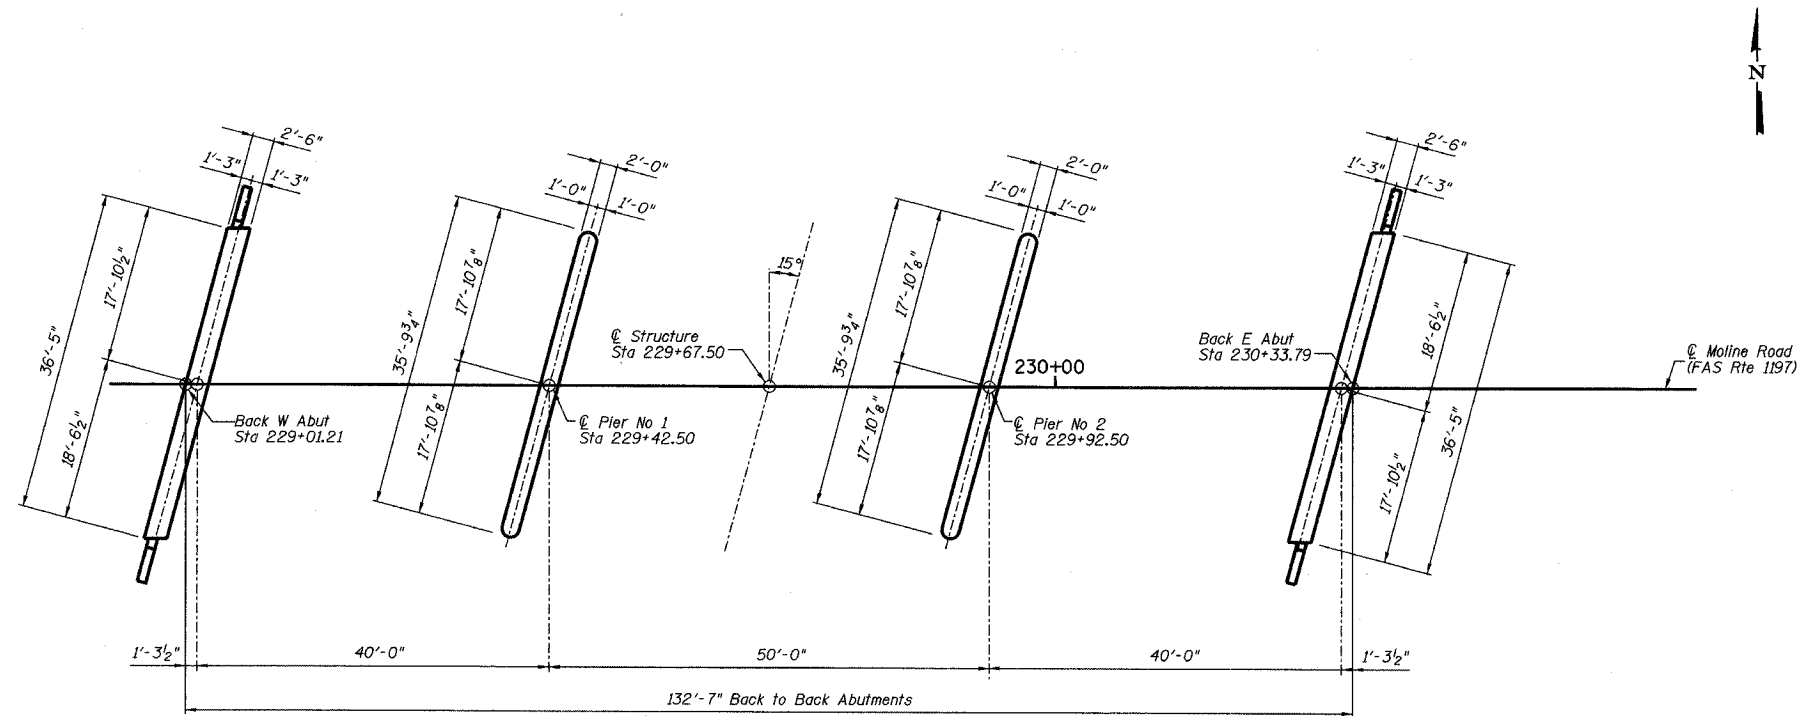 N
2'-6"
1'-3"
1'-3"
17'-10½"
36'-5"
18'-6½"
Back W Abut
Sta 229+01.21
2'-0"
1'-0"
1'-0"
17'-10⅞"
35'-9¾"
17'-10⅞"
℄ Pier No 1
Sta 229+42.50
15°
℄ Structure
Sta 229+67.50
2'-0"
1'-0"
1'-0"
17'-10⅞"
35'-9¾"
17'-10⅞"
℄ Pier No 2
Sta 229+92.50
230+00
2'-6"
1'-3"
1'-3"
Back E Abut
Sta 230+33.79
18'-6½"
36'-5"
17'-10½"
℄ Moline Road
(FAS Rte 1197)
1'-3½"
40'-0"
50'-0"
40'-0"
1'-3½"
132'-7" Back to Back Abutments